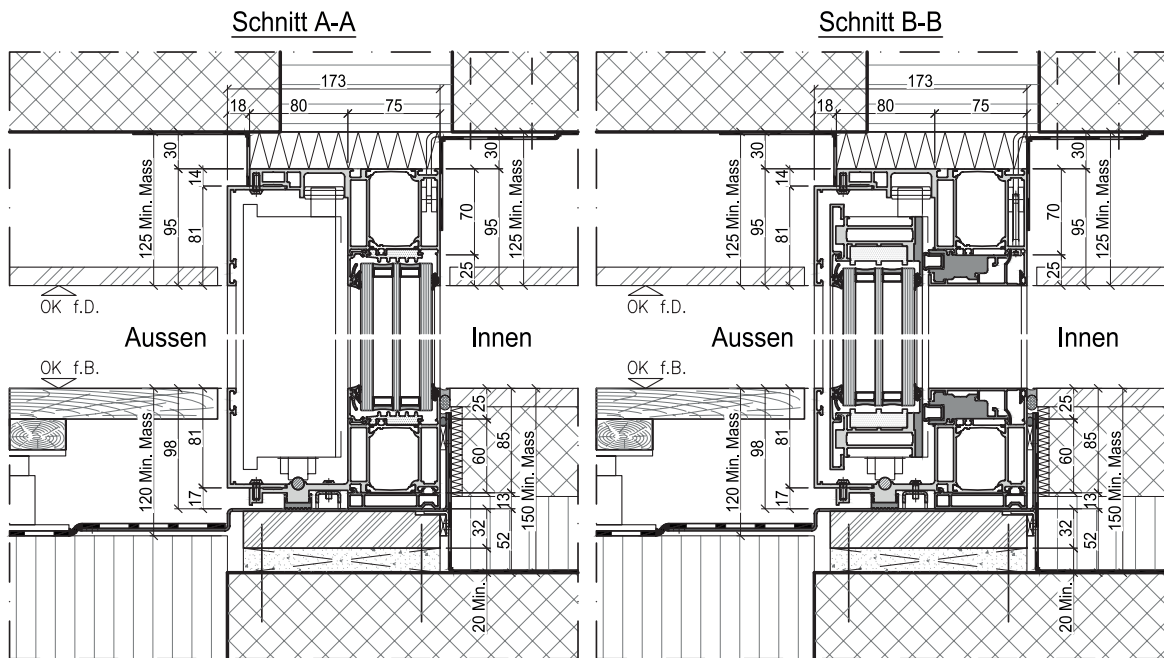 Schnitt A-A
173
18 80 75
30
14
125 Min. Mass
95
81
30
70
95
125 Min. Mass
25
OK f.D.
Aussen
Innen
OK f.B.
120 Min. Mass
98
81
17
25
60
85
13
150 Min. Mass
32
52
20 Min.
Schnitt B-B
173
18 80 75
30
14
125 Min. Mass
95
81
30
70
95
125 Min. Mass
25
OK f.D.
Aussen
Innen
OK f.B.
120 Min. Mass
98
81
17
25
60
85
13
150 Min. Mass
32
52
20 Min.